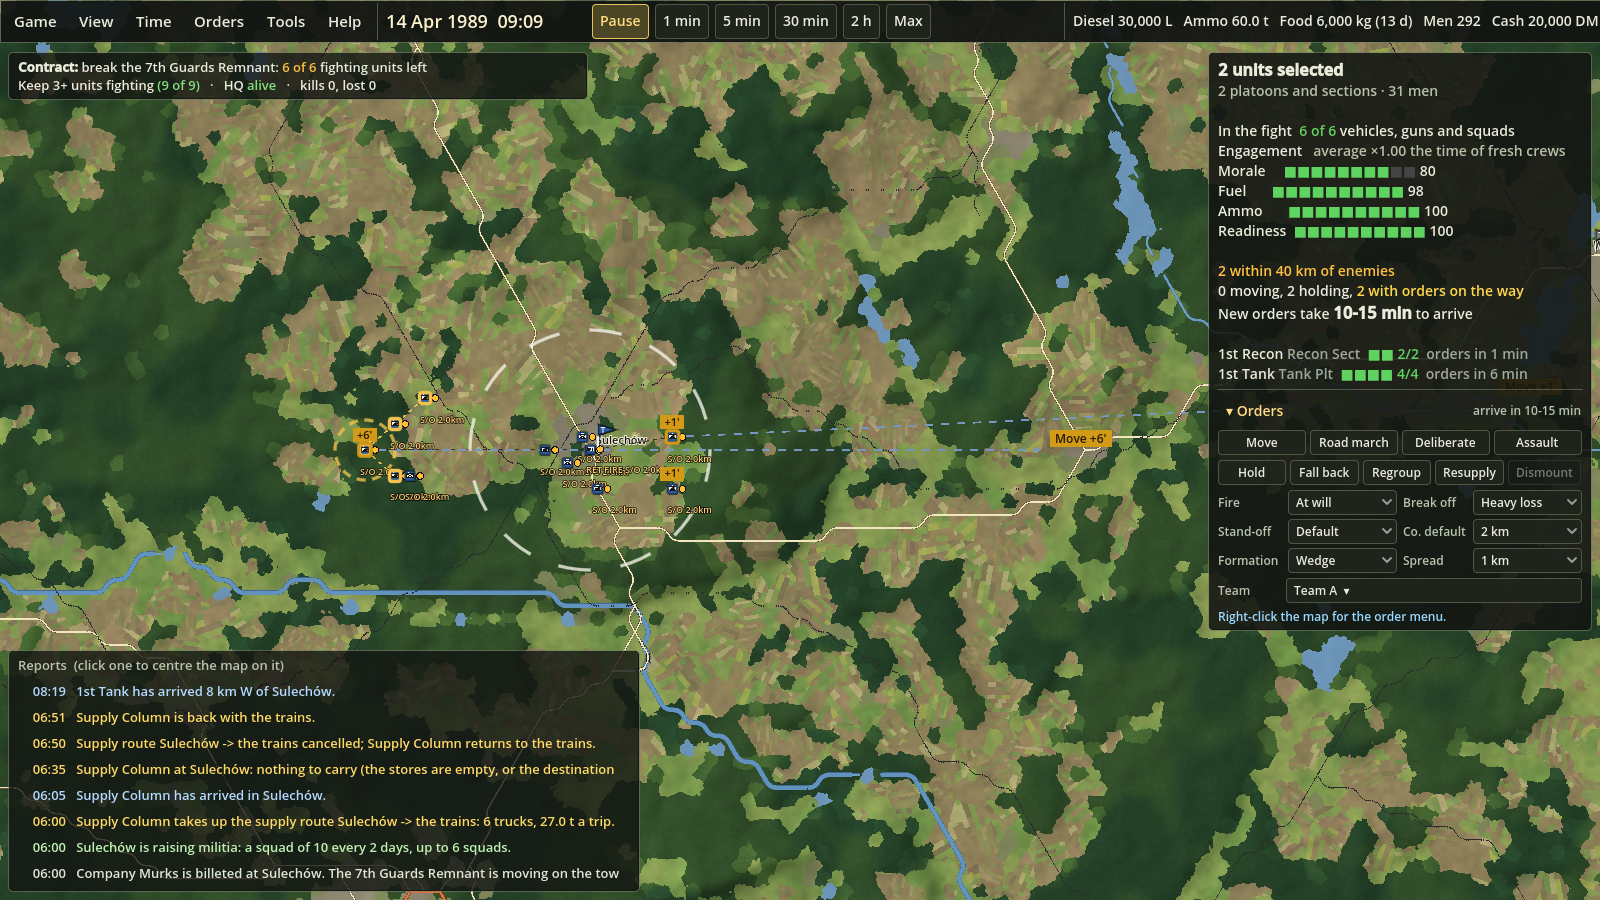 Game View Time Orders Tools Help 14 Apr 1989 09:09 Pause 1 min 5 min 30 min 2 h Max Diesel 30,000 L Ammo 60.0 t Food 6,000 kg (13 d) Men 292 Cash 20,000 DM
Contract: break the 7th Guards Remnant: 6 of 6 fighting units left
Keep 3+ units fighting (9 of 9) · HQ alive · kills 0, lost 0
2 units selected
2 platoons and sections · 31 men
In the fight 6 of 6 vehicles, guns and squads
Engagement average ×1.00 the time of fresh crews
Morale 80
Fuel 98
Ammo 100
Readiness 100
2 within 40 km of enemies
0 moving, 2 holding, 2 with orders on the way
New orders take 10-15 min to arrive
1st Recon Recon Sect 2/2 orders in 1 min
1st Tank Tank Plt 4/4 orders in 6 min
▾ Orders arrive in 10-15 min
Move Road march Deliberate Assault
Hold Fall back Regroup Resupply Dismount
Fire At will Break off Heavy loss
Stand-off Default Co. default 2 km
Formation Wedge Spread 1 km
Team Team A ▾
Right-click the map for the order menu.
Move +1'
S/O 2.0km
+6'
S/O 2.0km
+1'
Sulechów
Move +6'
S/O 2.0km
S/O 2.0km
+1'
S/O 2.0km
S/O 2.0km
S/O 2.0km
S/O 2.0km
Reports (click one to centre the map on it)
08:19 1st Tank has arrived 8 km W of Sulechów.
06:51 Supply Column is back with the trains.
06:50 Supply route Sulechów -> the trains cancelled; Supply Column returns to the trains.
06:35 Supply Column at Sulechów: nothing to carry (the stores are empty, or the destination
06:05 Supply Column has arrived in Sulechów.
06:00 Supply Column takes up the supply route Sulechów -> the trains: 6 trucks, 27.0 t a trip.
06:00 Sulechów is raising militia: a squad of 10 every 2 days, up to 6 squads.
06:00 Company Murks is billeted at Sulechów. The 7th Guards Remnant is moving on the tow